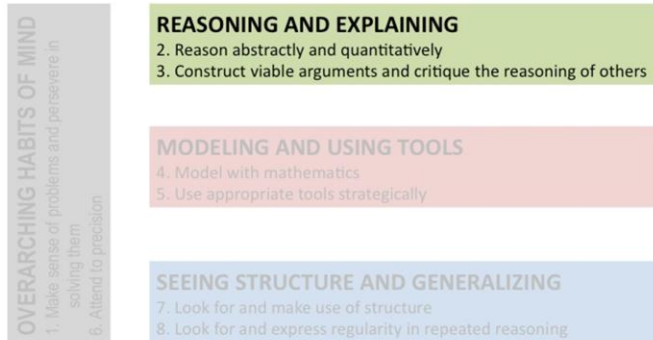 OVERARCHING HABITS OF MIND
1. Make sense of problems and persevere in
solving them
6. Attend to precision
REASONING AND EXPLAINING
2. Reason abstractly and quantitatively
3. Construct viable arguments and critique the reasoning of others
MODELING AND USING TOOLS
4. Model with mathematics
5. Use appropriate tools strategically
SEEING STRUCTURE AND GENERALIZING
7. Look for and make use of structure
8. Look for and express regularity in repeated reasoning